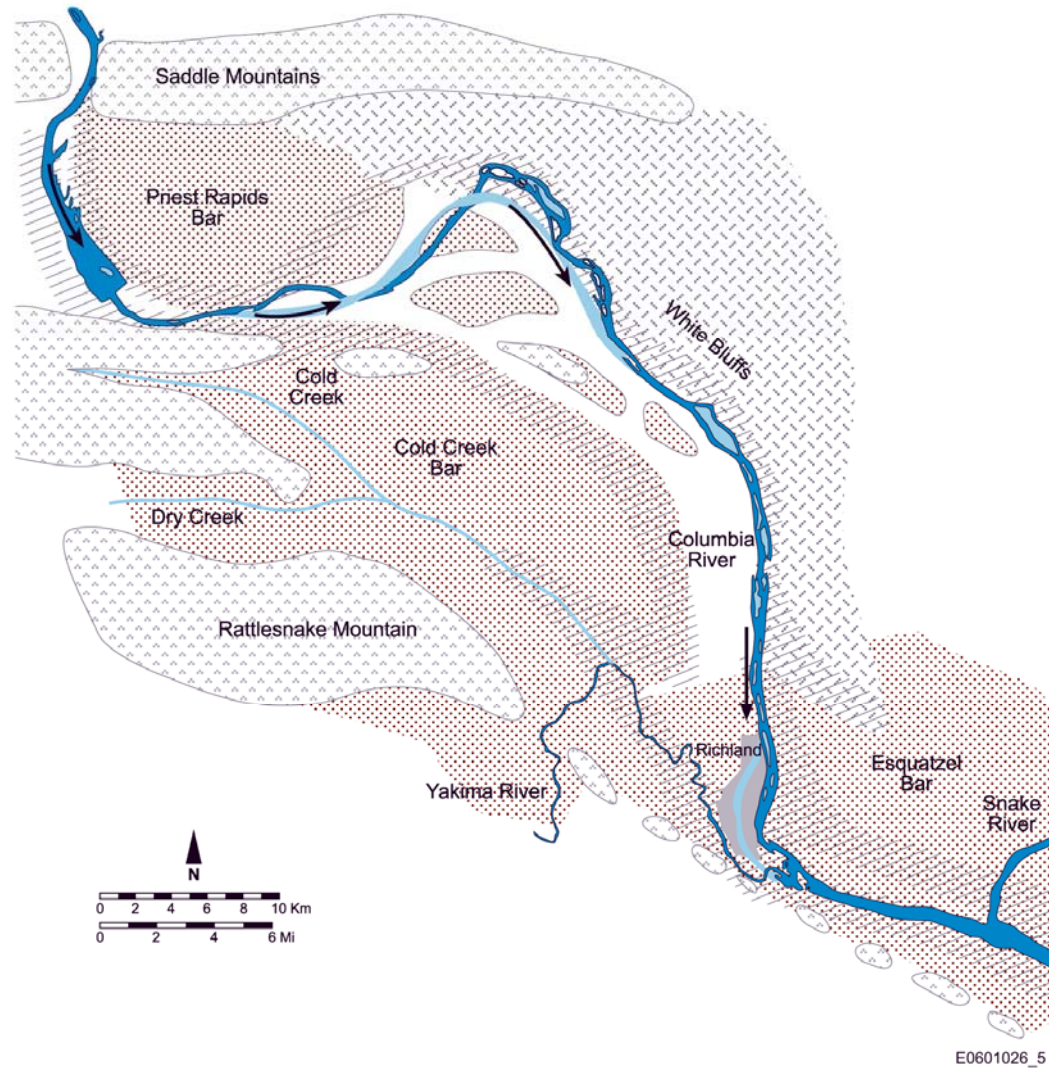 Saddle Mountains
Priest Rapids
Bar
White Bluffs
Cold
Creek
Cold Creek
Bar
Dry Creek
Columbia
River
Rattlesnake Mountain
Richland
Esquatzel
Bar
Yakima River
Snake
River
N
0 2 4 6 8 10 Km
0 2 4 6 Mi
E0601026_5